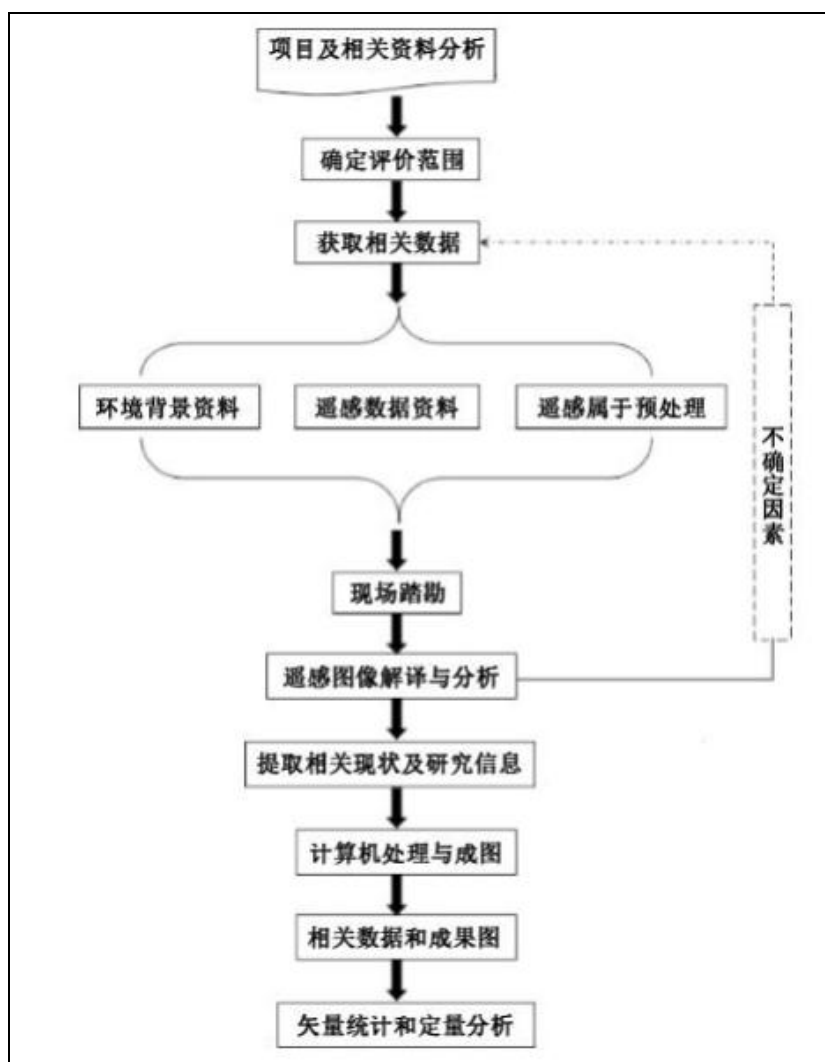 项目及相关资料分析
确定评价范围
获取相关数据
环境背景资料
遥感数据资料
遥感属于预处理
不确定因素
现场踏勘
遥感图像解译与分析
提取相关现状及研究信息
计算机处理与成图
相关数据和成果图
矢量统计和定量分析